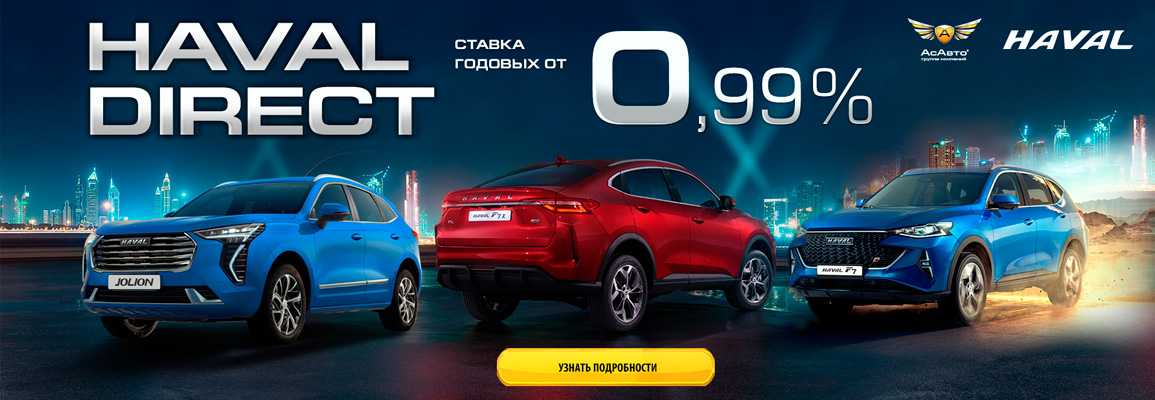 HAVAL
DIRECT
СТАВКА
ГОДОВЫХ ОТ
0,99%
АсАвто®
группа компаний
HAVAL
HAVAL
JOLION
HAVAL
HAVAL F7X
HAVAL
HAVAL F7
УЗНАТЬ ПОДРОБНОСТИ